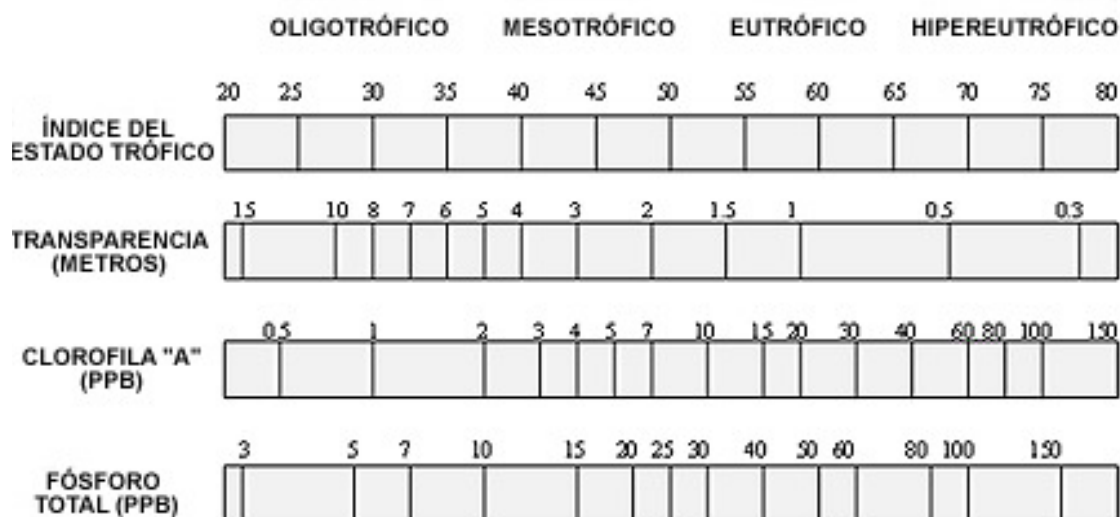 OLIGOTRÓFICO MESOTRÓFICO EUTRÓFICO HIPEREUTRÓFICO
20 25 30 35 40 45 50 55 60 65 70 75 80
ÍNDICE DEL
ESTADO TRÓFICO
15 10 8 7 6 5 4 3 2 1.5 1 0.5 0.3
TRANSPARENCIA
(METROS)
0.5 1 2 3 4 5 7 10 15 20 30 40 60 80 100 150
CLOROFILA "A"
(PPB)
3 5 7 10 15 20 25 30 40 50 60 80 100 150
FÓSFORO
TOTAL (PPB)